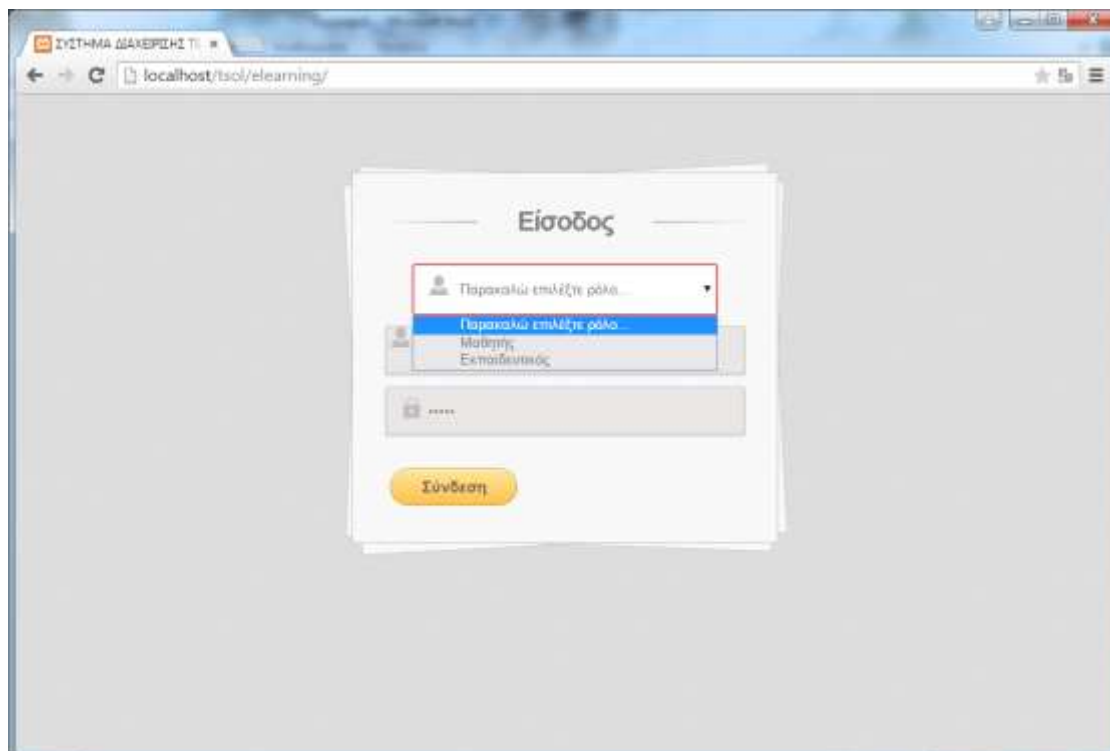 ΣΥΣΤΗΜΑ ΔΙΑΧΕΙΡΙΣΗΣ
localhost/tsol/elearning/
Είσοδος
Παρακαλώ επιλέξτε ρόλο...
Παρακαλώ επιλέξτε ρόλο...
Μαθητής
Εκπαιδευτικός
•••••
Σύνδεση